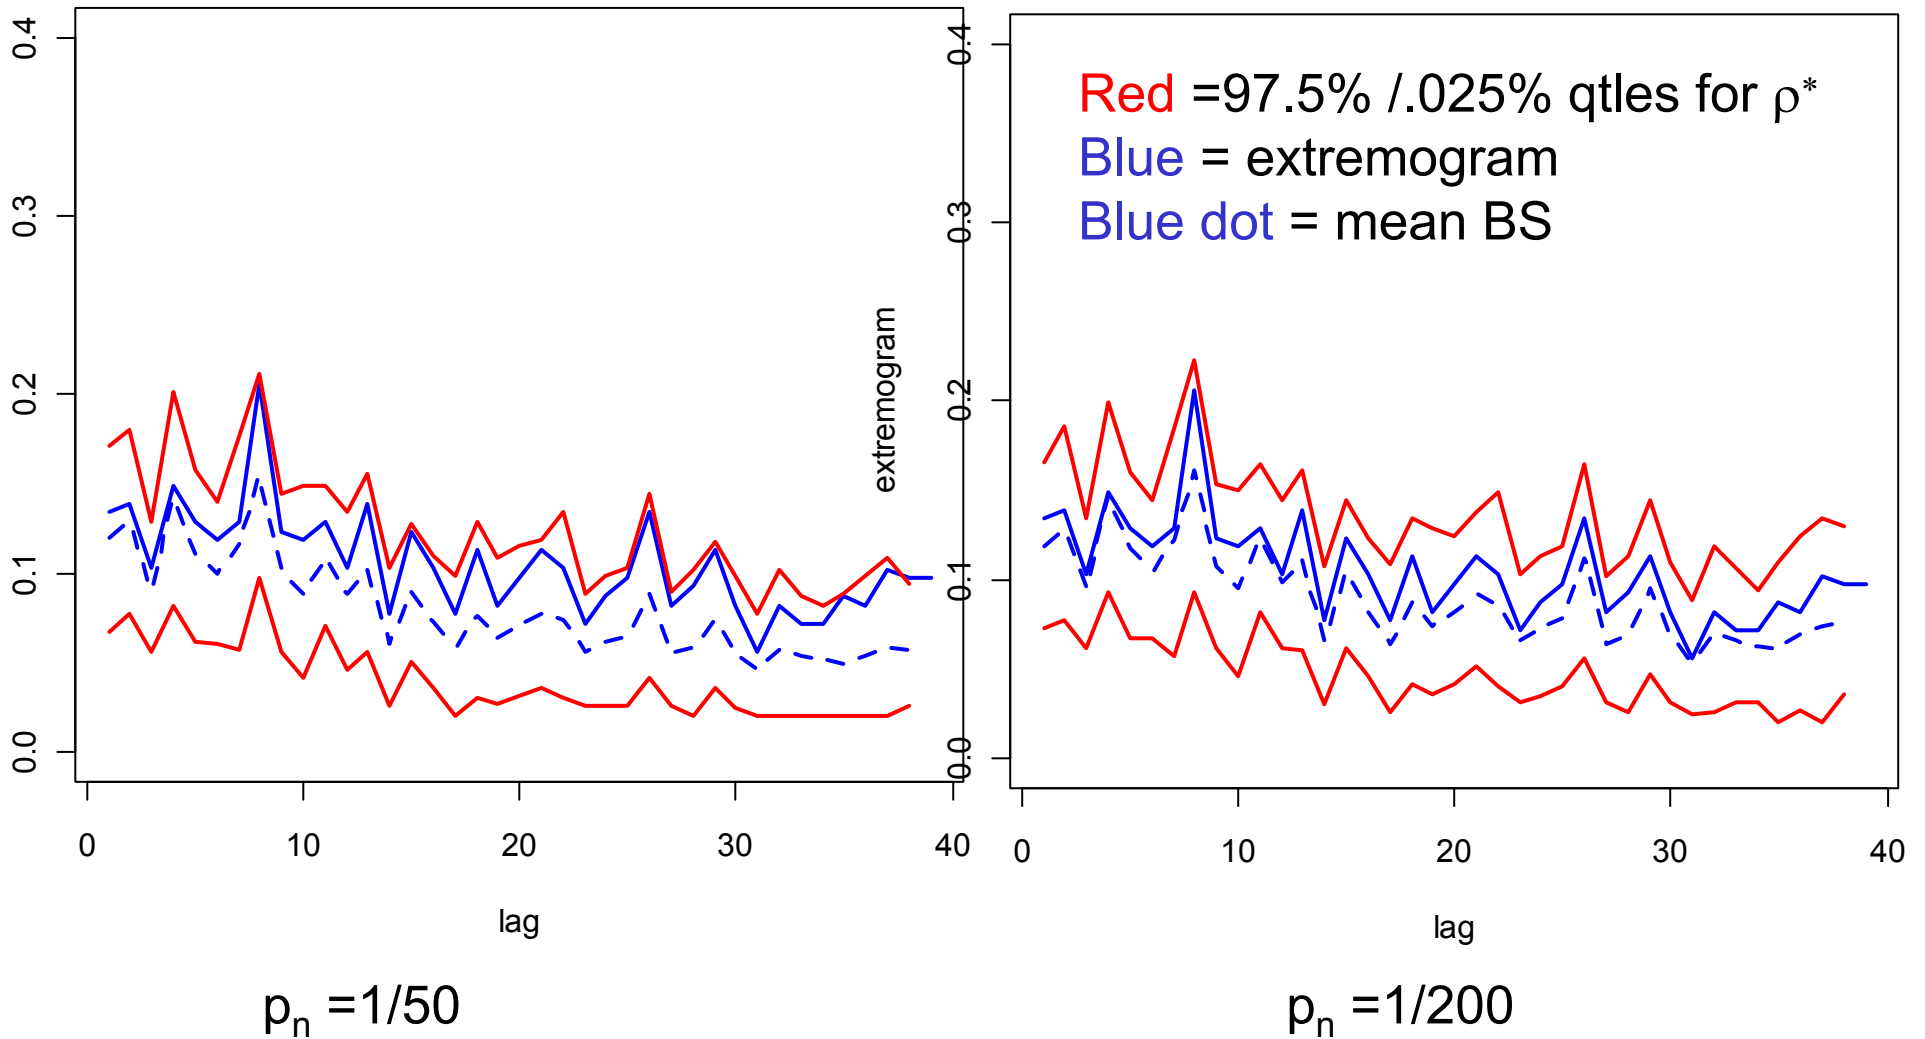 Red =97.5% /.025% qtles for ρ*
Blue = extremogram
Blue dot = mean BS
0.4
0.3
0.2
0.1
0.0
0 10 20 30 40
lag
extremogram
0.4
0.3
0.2
0.1
0.0
0 10 20 30 40
lag
pn =1/50
pn =1/200